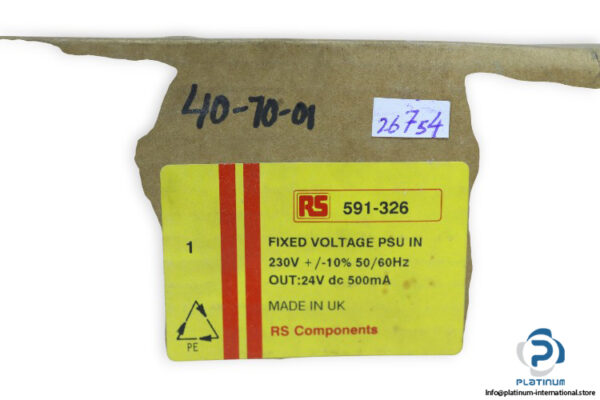 40-70-01
26754
RS 591-326
1
FIXED VOLTAGE PSU IN
230V +/-10% 50/60Hz
OUT:24V dc 500mA
MADE IN UK
RS Components
PE
PLATINUM
Info@platinum-international.store